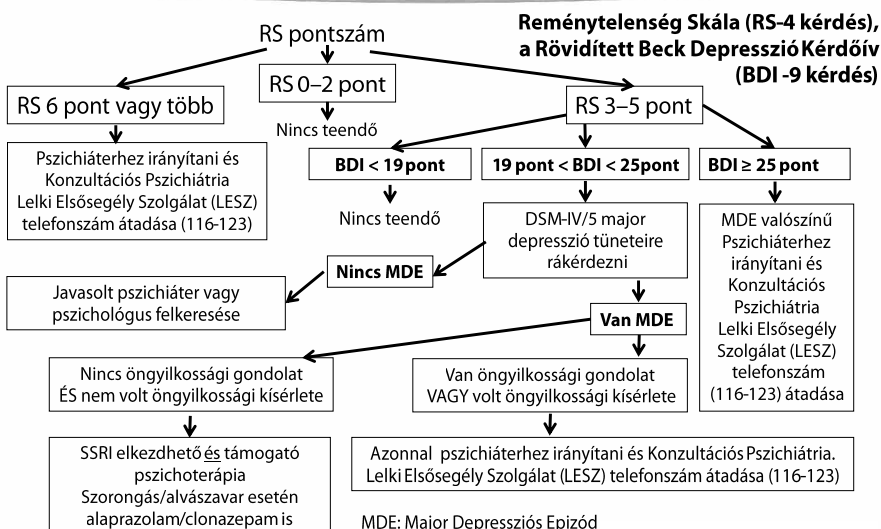 Reménytelenség Skála (RS-4 kérdés),
a Rövidített Beck Depresszió Kérdőív
(BDI -9 kérdés)
RS pontszám
RS 6 pont vagy több
RS 0–2 pont
RS 3–5 pont
Nincs teendő
Pszichiáterhez irányítani és
Konzultációs Pszichiátria
Lelki Elsősegély Szolgálat (LESZ)
telefonszám átadása (116-123)
BDI < 19 pont
19 pont < BDI < 25pont
BDI ≥ 25 pont
Nincs teendő
DSM-IV/5 major
depresszió tüneteire
rákérdezni
MDE valószínű
Pszichiáterhez
irányítani és
Konzultációs
Pszichiátria
Lelki Elsősegély
Szolgálat (LESZ)
telefonszám
(116-123) átadása
Nincs MDE
Javasolt pszichiáter vagy
pszichológus felkeresése
Van MDE
Nincs öngyilkossági gondolat
ÉS nem volt öngyilkossági kísérlete
Van öngyilkossági gondolat
VAGY volt öngyilkossági kísérlete
SSRI elkezdhető és támogató
pszichoterápia
Szorongás/alvászavar esetén
alaprazolam/clonazepam is
Azonnal pszichiáterhez irányítani és Konzultációs Pszichiátria.
Lelki Elsősegély Szolgálat (LESZ) telefonszám átadása (116-123)
MDE: Major Depressziós Epizód